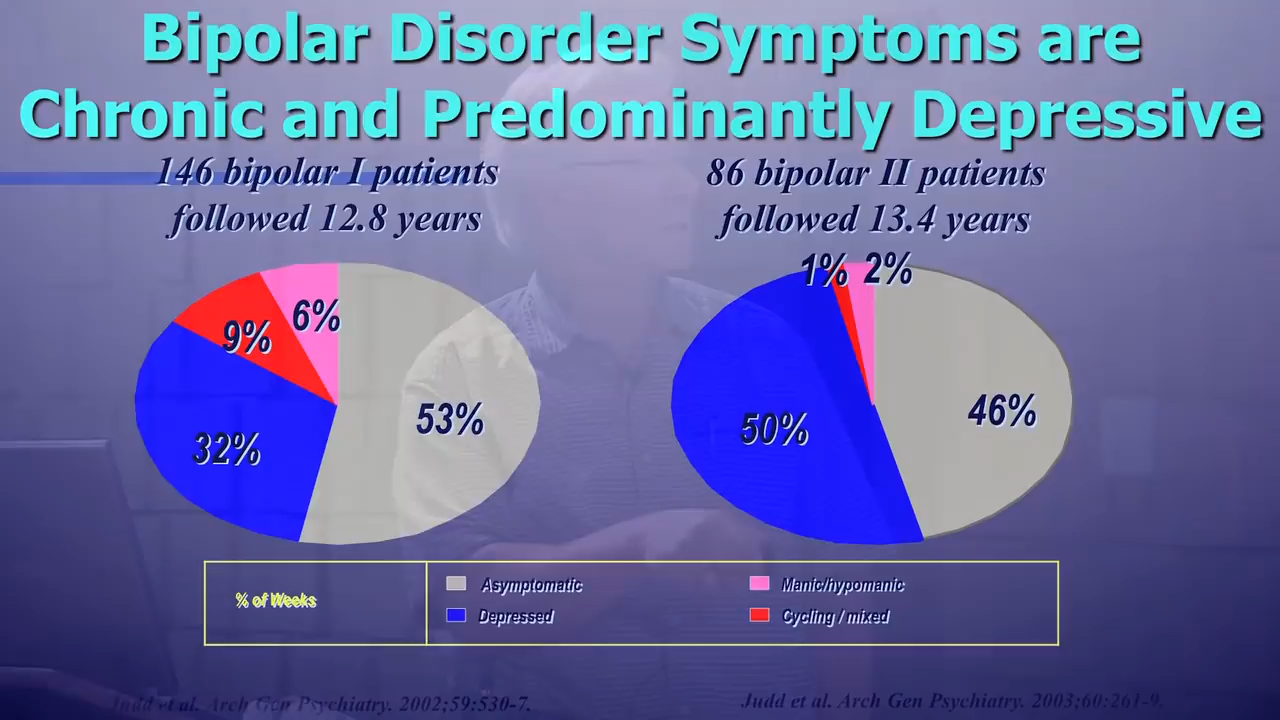 Bipolar Disorder Symptoms are
Chronic and Predominantly Depressive
146 bipolar I patients
followed 12.8 years
86 bipolar II patients
followed 13.4 years
6%
9%
32%
53%
1%
2%
50%
46%
% of Weeks
Asymptomatic
Manic/hypomanic
Depressed
Cycling / mixed
Judd et al. Arch Gen Psychiatry. 2002;59:530-7.
Judd et al. Arch Gen Psychiatry. 2003;60:261-9.